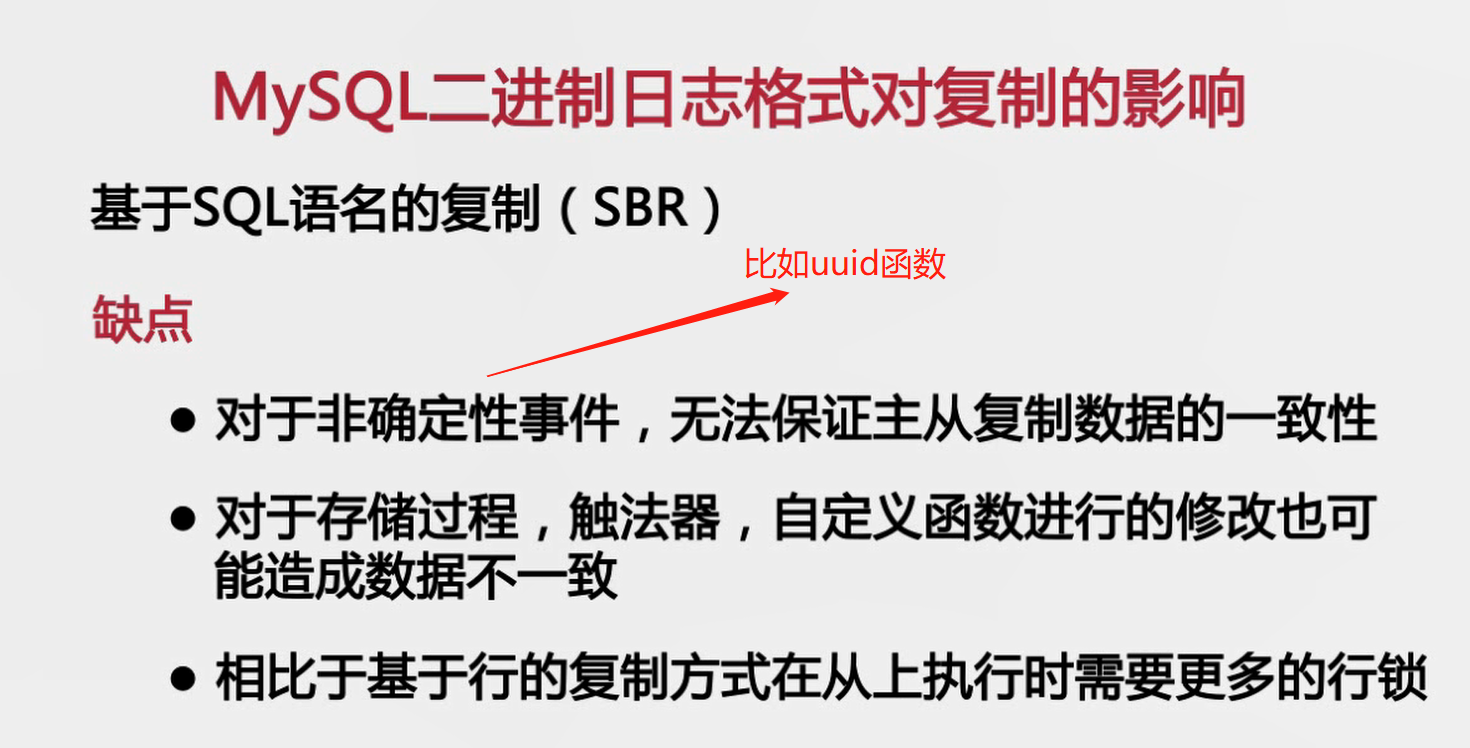 MySQL二进制日志格式对复制的影响
基于SQL语名的复制（SBR）
比如uuid函数
缺点
● 对于非确定性事件，无法保证主从复制数据的一致性
● 对于存储过程，触法器，自定义函数进行的修改也可
能造成数据不一致
● 相比于基于行的复制方式在从上执行时需要更多的行锁